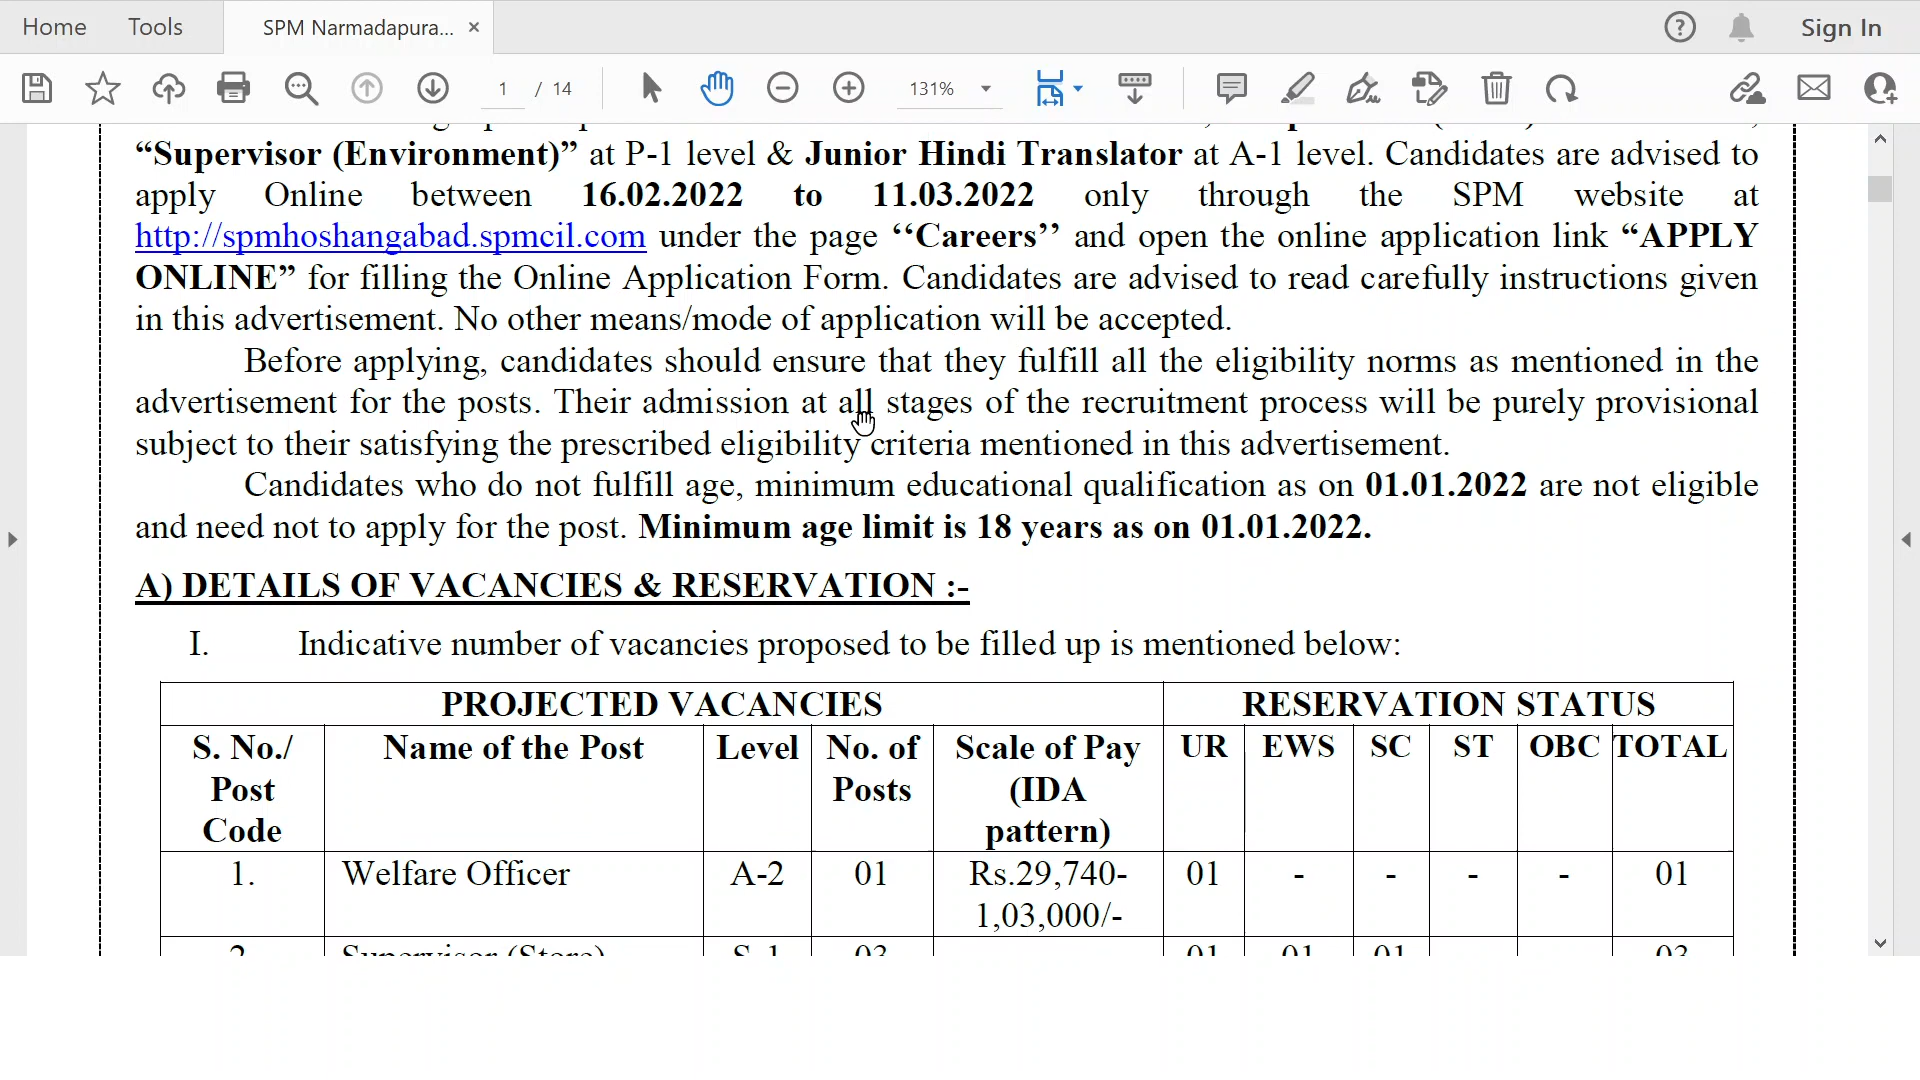 Home Tools SPM Narmadapura... × Sign In
1 / 14 131%
“Supervisor (Environment)” at P-1 level & Junior Hindi Translator at A-1 level. Candidates are advised to
apply Online between 16.02.2022 to 11.03.2022 only through the SPM website at
http://spmhoshangabad.spmcil.com under the page ‘‘Careers’’ and open the online application link “APPLY
ONLINE” for filling the Online Application Form. Candidates are advised to read carefully instructions given
in this advertisement. No other means/mode of application will be accepted.
Before applying, candidates should ensure that they fulfill all the eligibility norms as mentioned in the
advertisement for the posts. Their admission at all stages of the recruitment process will be purely provisional
subject to their satisfying the prescribed eligibility criteria mentioned in this advertisement.
Candidates who do not fulfill age, minimum educational qualification as on 01.01.2022 are not eligible
and need not to apply for the post. Minimum age limit is 18 years as on 01.01.2022.
A) DETAILS OF VACANCIES & RESERVATION :-
I. Indicative number of vacancies proposed to be filled up is mentioned below:
PROJECTED VACANCIES RESERVATION STATUS
S. No./ Name of the Post Level No. of Scale of Pay UR EWS SC ST OBC TOTAL
Post Posts (IDA
Code pattern)
1. Welfare Officer A-2 01 Rs.29,740- 01 - - - - 01
1,03,000/-
2. Supervisor (Store) S-1 03 01 01 01 03